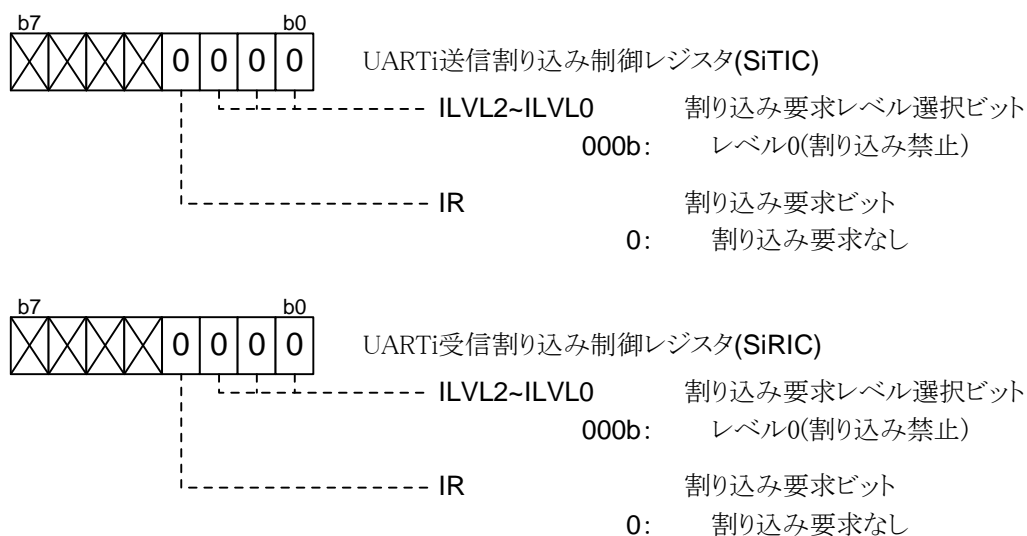 b7 b0
0 0 0 0 UARTi送信割り込み制御レジスタ(SiTIC)
ILVL2~ILVL0 割り込み要求レベル選択ビット
000b: レベル0(割り込み禁止)
IR 割り込み要求ビット
0: 割り込み要求なし
b7 b0
0 0 0 0 UARTi受信割り込み制御レジスタ(SiRIC)
ILVL2~ILVL0 割り込み要求レベル選択ビット
000b: レベル0(割り込み禁止)
IR 割り込み要求ビット
0: 割り込み要求なし